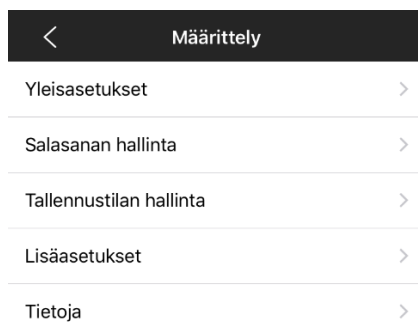 Määrittely
Yleisasetukset
Salasanan hallinta
Tallennustilan hallinta
Lisäasetukset
Tietoja